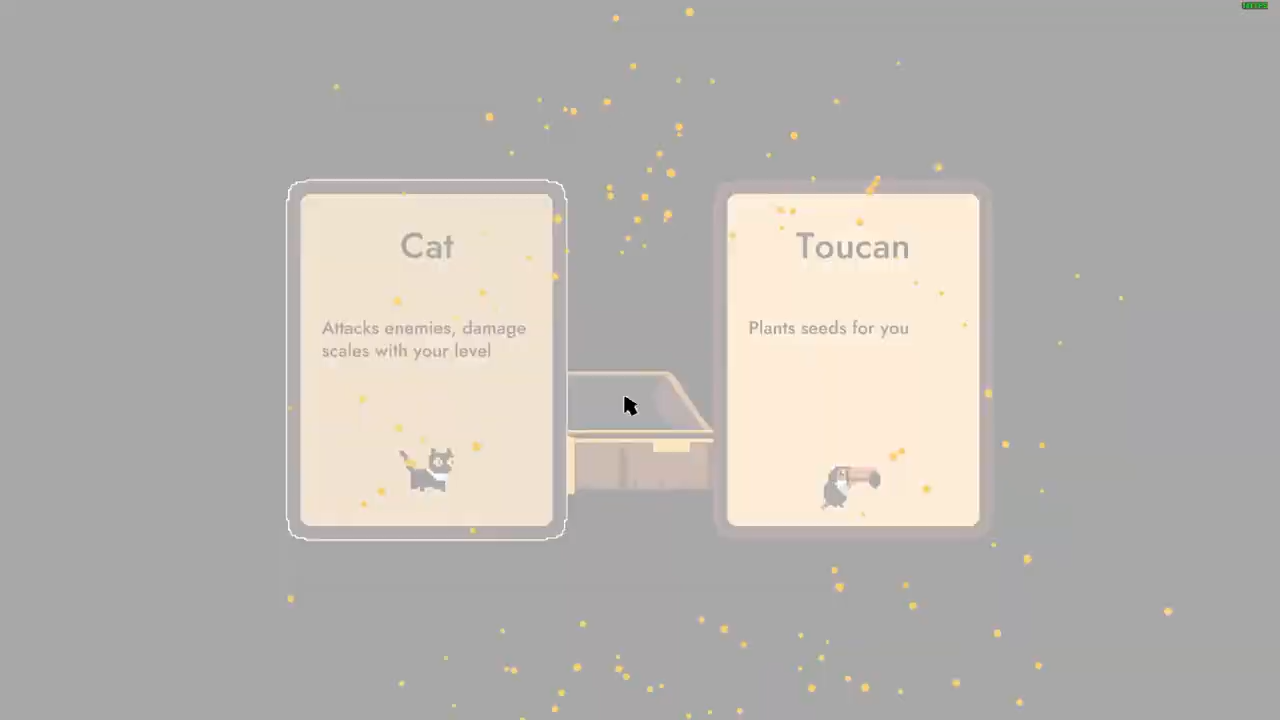 Cat
Attacks enemies, damage
scales with your level
Toucan
Plants seeds for you